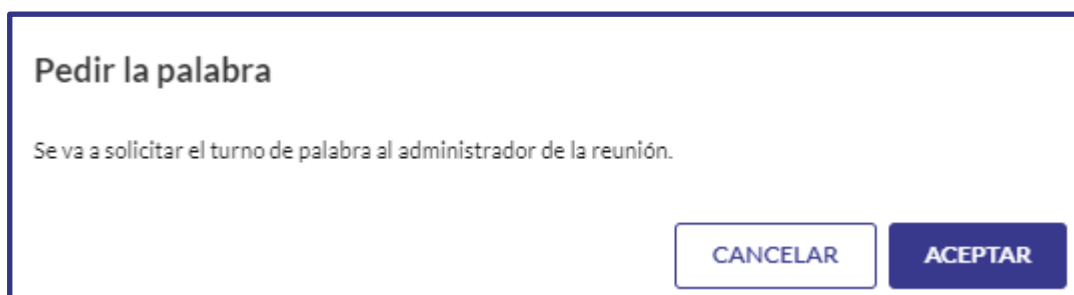 Pedir la palabra
Se va a solicitar el turno de palabra al administrador de la reunión.
CANCELAR
ACEPTAR